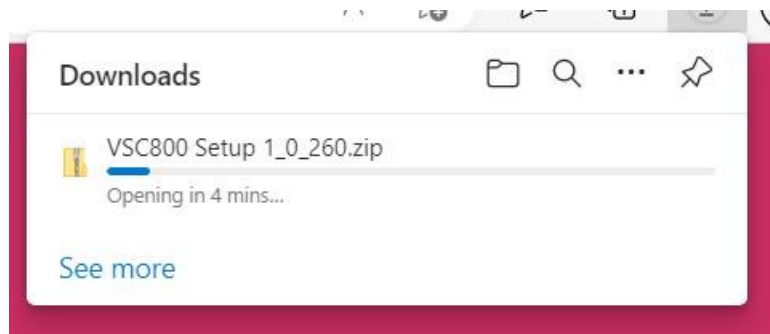 Downloads
VSC800 Setup 1_0_260.zip
Opening in 4 mins...
See more